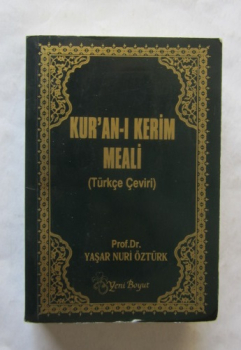 KUR'AN-I KERİM
MEALİ
(Türkçe Çeviri)
Prof.Dr.
YAŞAR NURİ ÖZTÜRK
Yeni Boyut